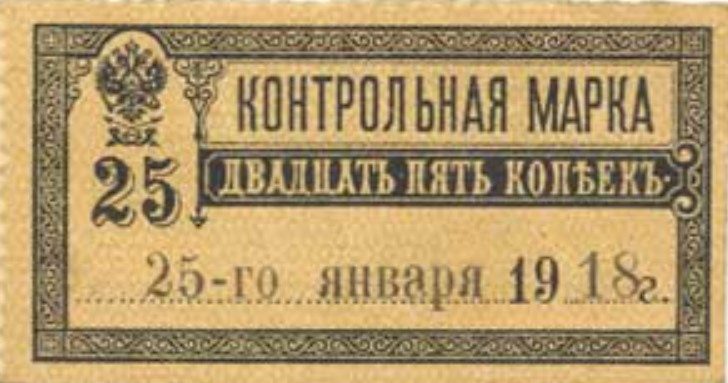 КОНТРОЛЬНАЯ МАРКА
25 ДВАДЦАТЬ ПЯТЬ КОПѢЕКЪ·
25-го января 1918г.